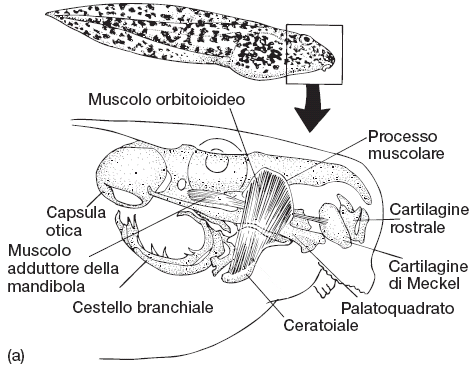 Muscolo orbitoioideo
Processo
muscolare
Capsula
otica
Cartilagine
rostrale
Muscolo
adduttore della
mandibola
Cartilagine
di Meckel
Cestello branchiale
Palatoquadrato
Ceratoiale
(a)